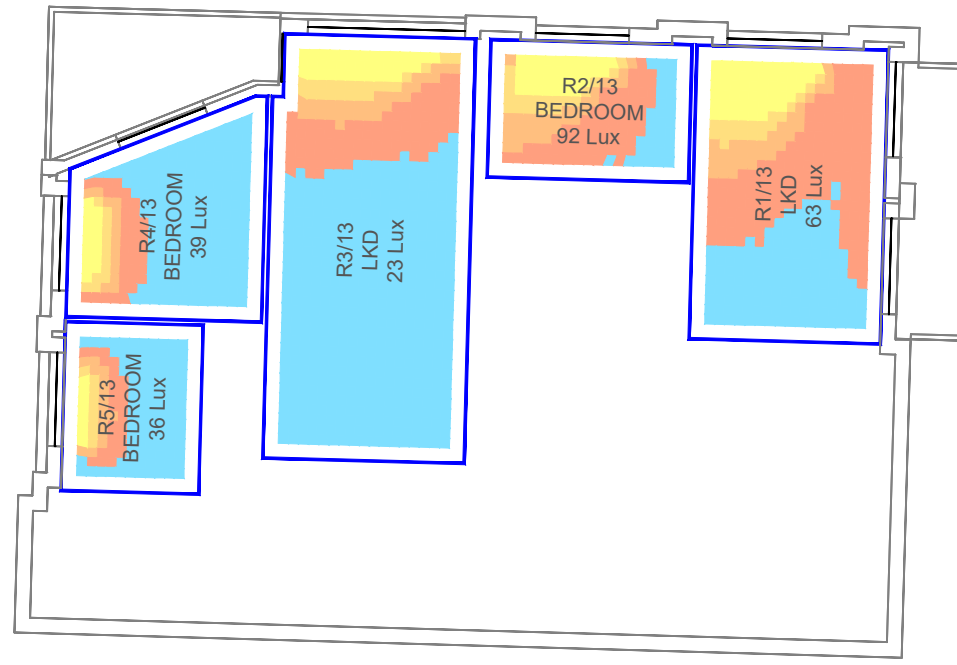 R2/13
BEDROOM
92 Lux
R1/13
LKD
63 Lux
R4/13
BEDROOM
39 Lux
R3/13
LKD
23 Lux
R5/13
BEDROOM
36 Lux